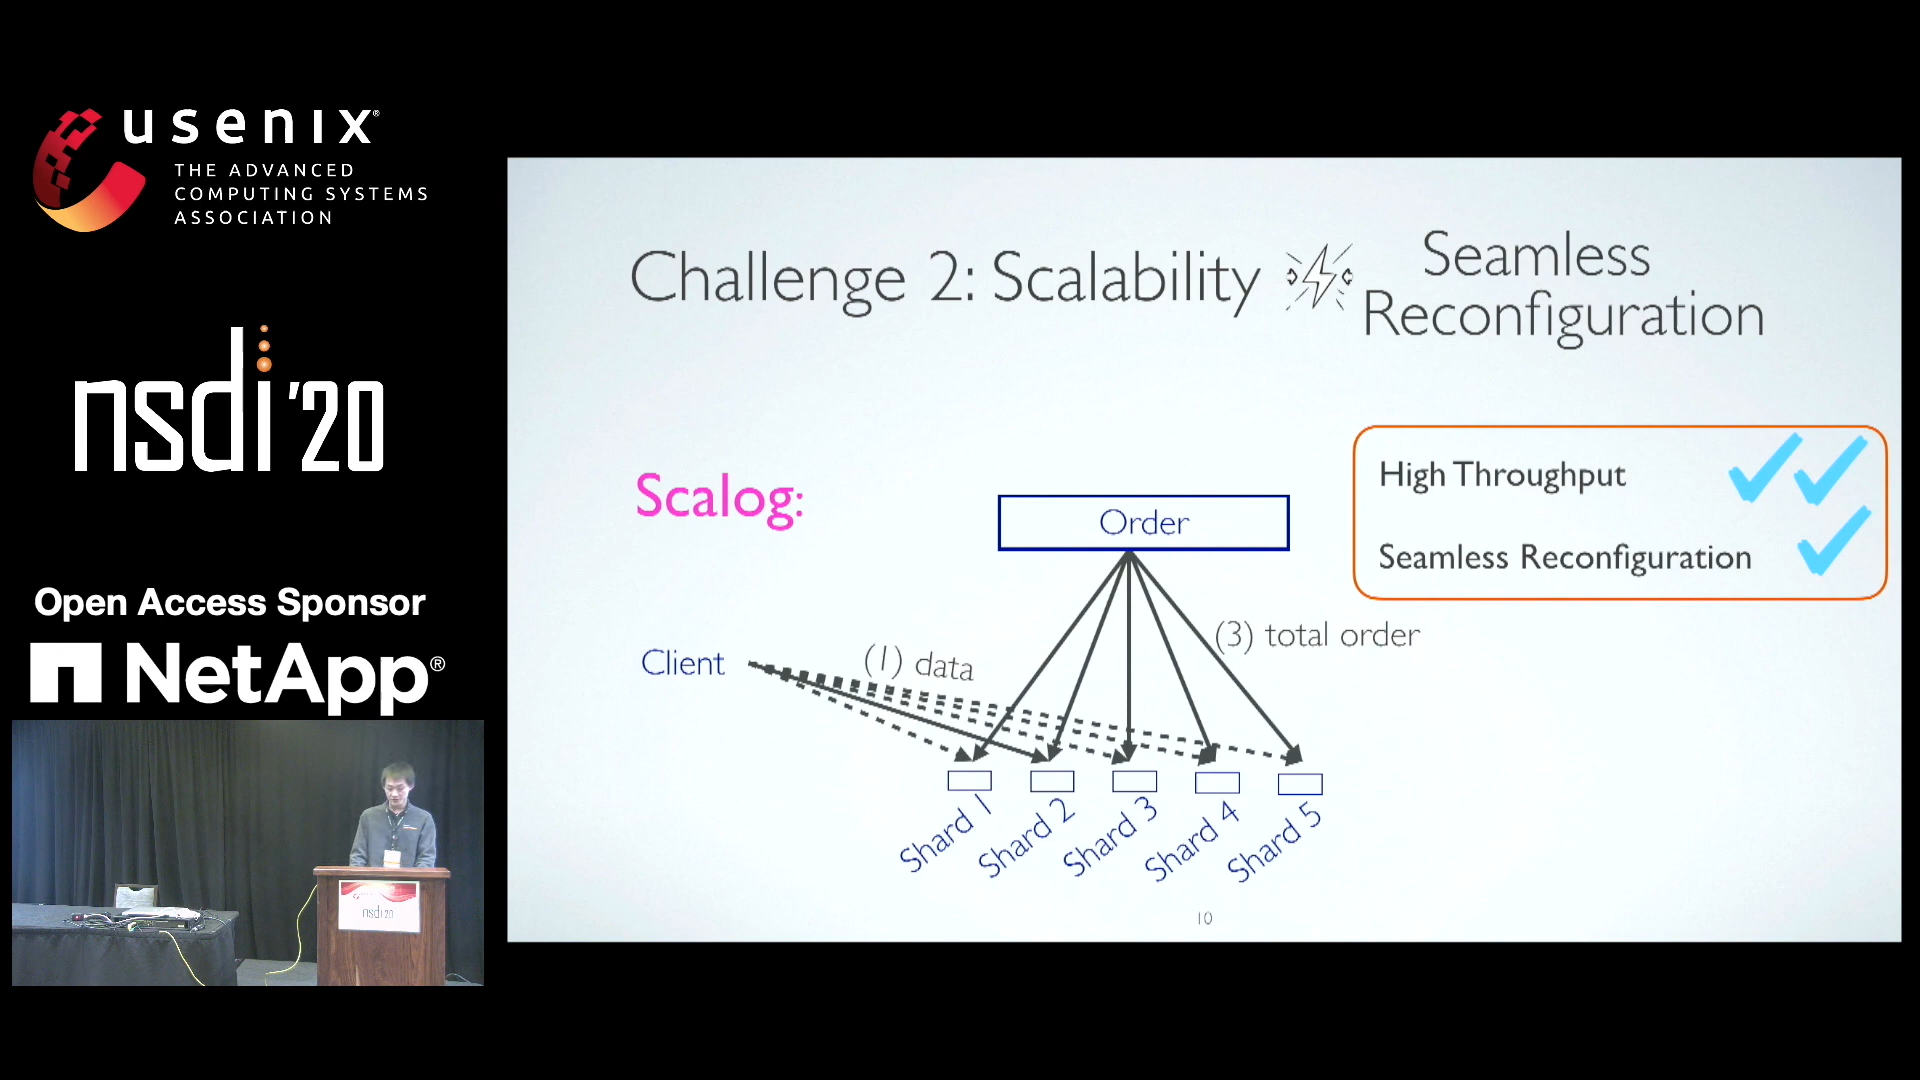 usenix®
THE ADVANCED
COMPUTING SYSTEMS
ASSOCIATION
nsdi '20
Open Access Sponsor
NetApp®
nsdi 20
Challenge 2: Scalability
Seamless
Reconfiguration
Scalog:
Order
High Throughput
Seamless Reconfiguration
(3) total order
Client
(1) data
Shard 1
Shard 2
Shard 3
Shard 4
Shard 5
10